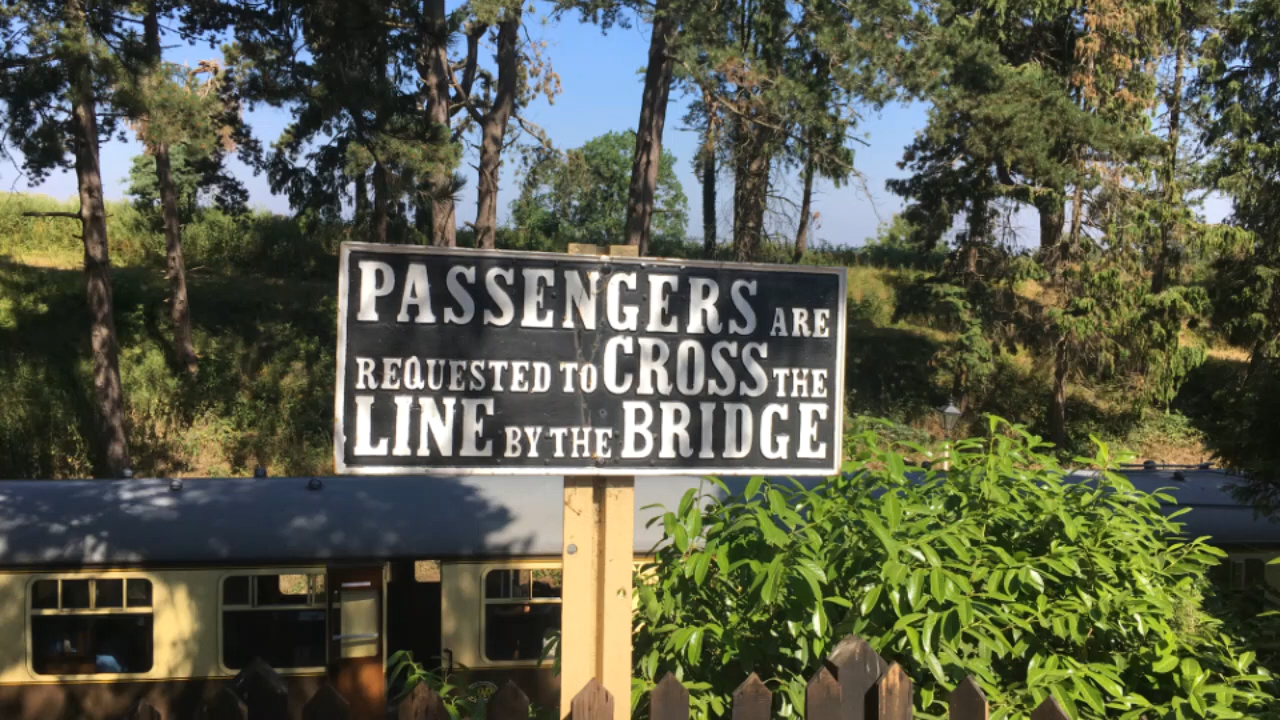 PASSENGERS ARE
REQUESTED TO CROSS THE
LINE BY THE BRIDGE